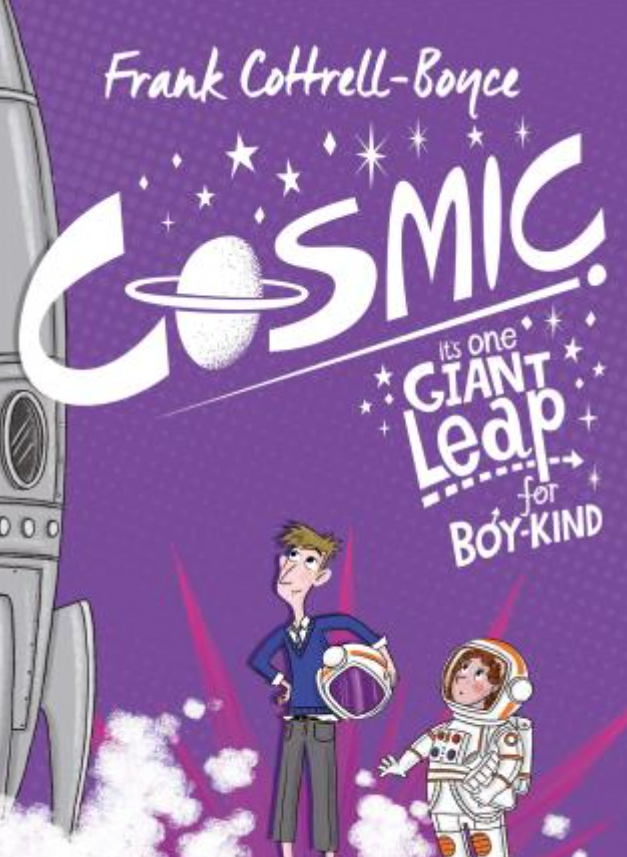 Frank Cottrell-Boyce
COSMIC.
it's one
GIANT
Leap
for
BOY-KIND